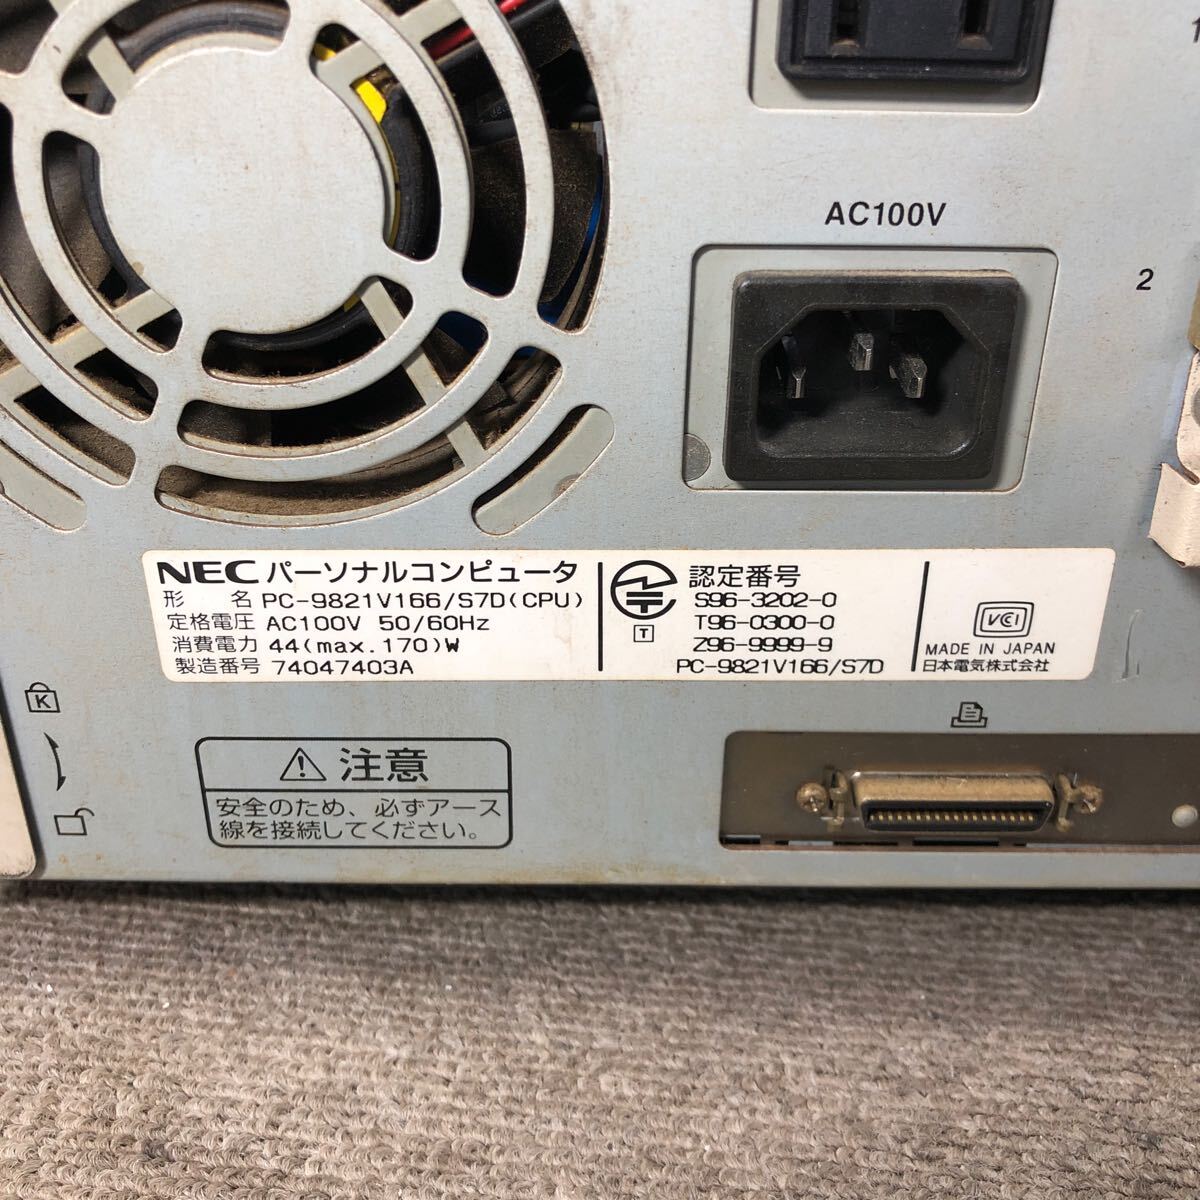 1
AC100V
2
NEC パーソナルコンピュータ
形 名 PC-9821V166/S7D(CPU)
定格電圧 AC100V 50/60Hz
消費電力 44(max.170)W
製造番号 74047403A
T
認定番号
S96-3202-0
T96-0300-0
Z96-9999-9
PC-9821V166/S7D
VCI
MADE IN JAPAN
日本電気株式会社
K
注意
安全のため、必ずアース
線を接続してください。